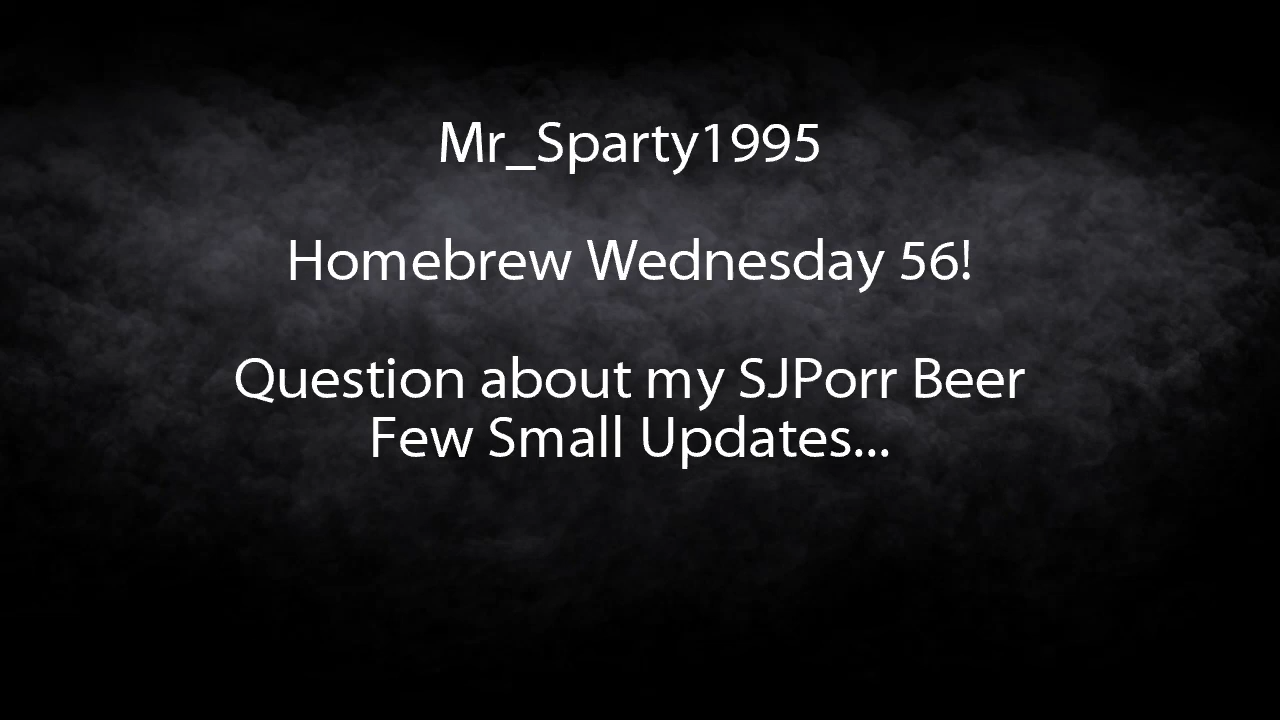 Mr_Sparty1995
Homebrew Wednesday 56!
Question about my SJPorr Beer
Few Small Updates...